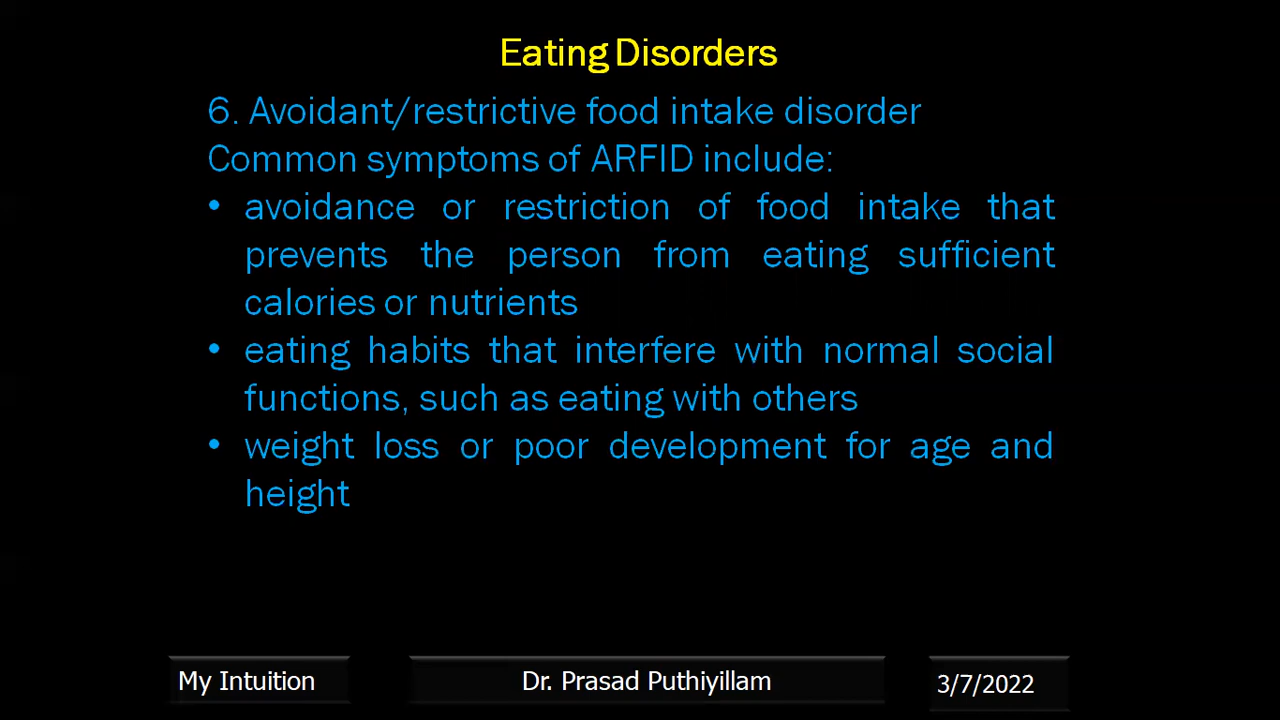 Eating Disorders
6. Avoidant/restrictive food intake disorder
Common symptoms of ARFID include:
• avoidance or restriction of food intake that
prevents the person from eating sufficient
calories or nutrients
• eating habits that interfere with normal social
functions, such as eating with others
• weight loss or poor development for age and
height
My Intuition
Dr. Prasad Puthiyillam
3/7/2022